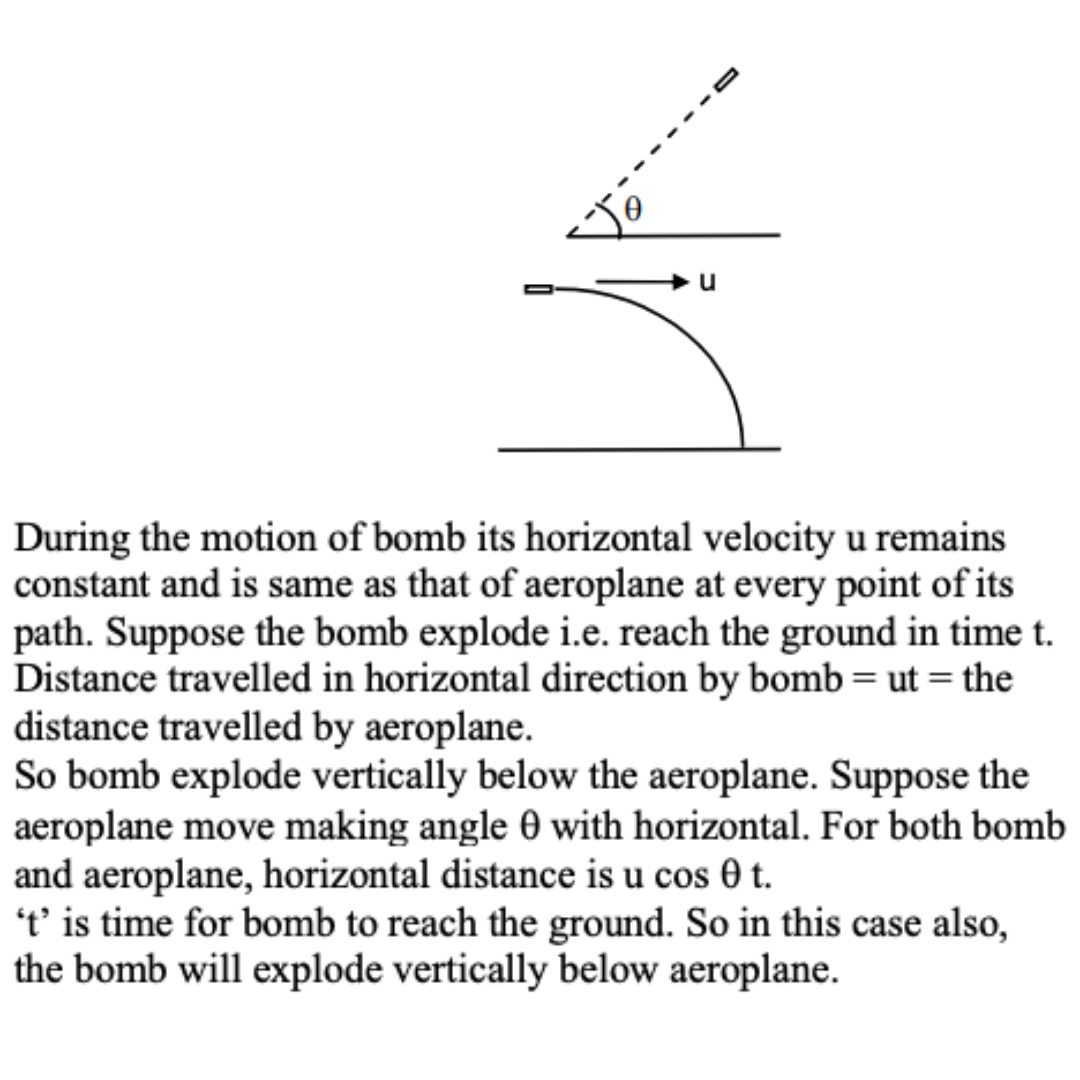 θ
u
During the motion of bomb its horizontal velocity u remains
constant and is same as that of aeroplane at every point of its
path. Suppose the bomb explode i.e. reach the ground in time t.
Distance travelled in horizontal direction by bomb = ut = the
distance travelled by aeroplane.
So bomb explode vertically below the aeroplane. Suppose the
aeroplane move making angle θ with horizontal. For both bomb
and aeroplane, horizontal distance is u cos θ t.
‘t’ is time for bomb to reach the ground. So in this case also,
the bomb will explode vertically below aeroplane.